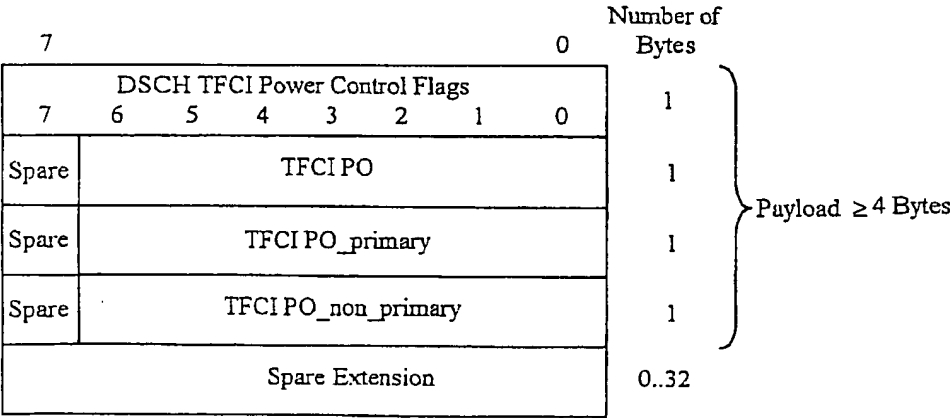 Number of
Bytes
7 0
DSCH TFCI Power Control Flags
7 6 5 4 3 2 1 0
1
Spare TFCI PO 1
Payload ≥ 4 Bytes
Spare TFCI PO_primary 1
Spare TFCI PO_non_primary 1
Spare Extension 0..32